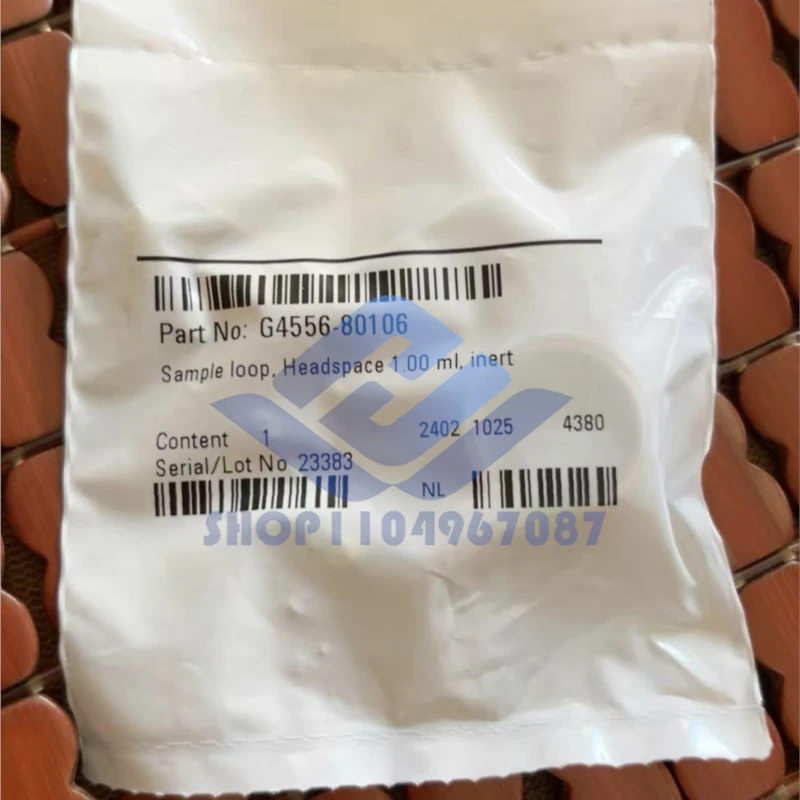 Part No: G4556-80106
Sample loop, Headspace 1.00 ml, inert
Content 1 2402 1025 4380
Serial/Lot No 23383
NL
SHOP1104967087